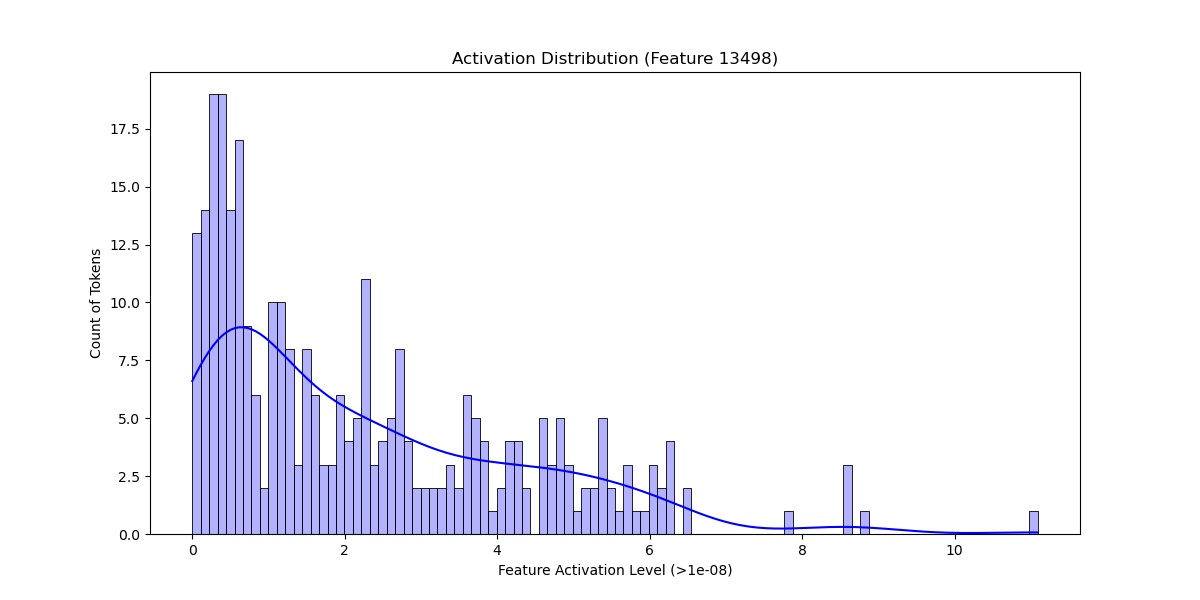 Activation Distribution (Feature 13498)
Count of Tokens
17.5
15.0
12.5
10.0
7.5
5.0
2.5
0.0
0 2 4 6 8 10
Feature Activation Level (>1e-08)